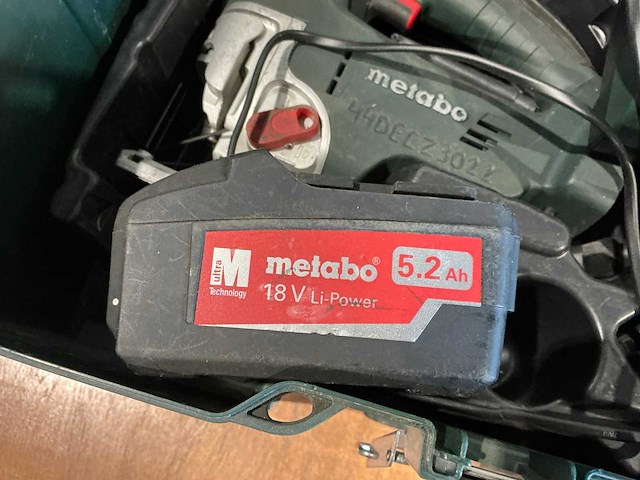 metabo
44DECZ3022
ultra M
Technology
metabo®
18 V Li-Power
5.2 Ah